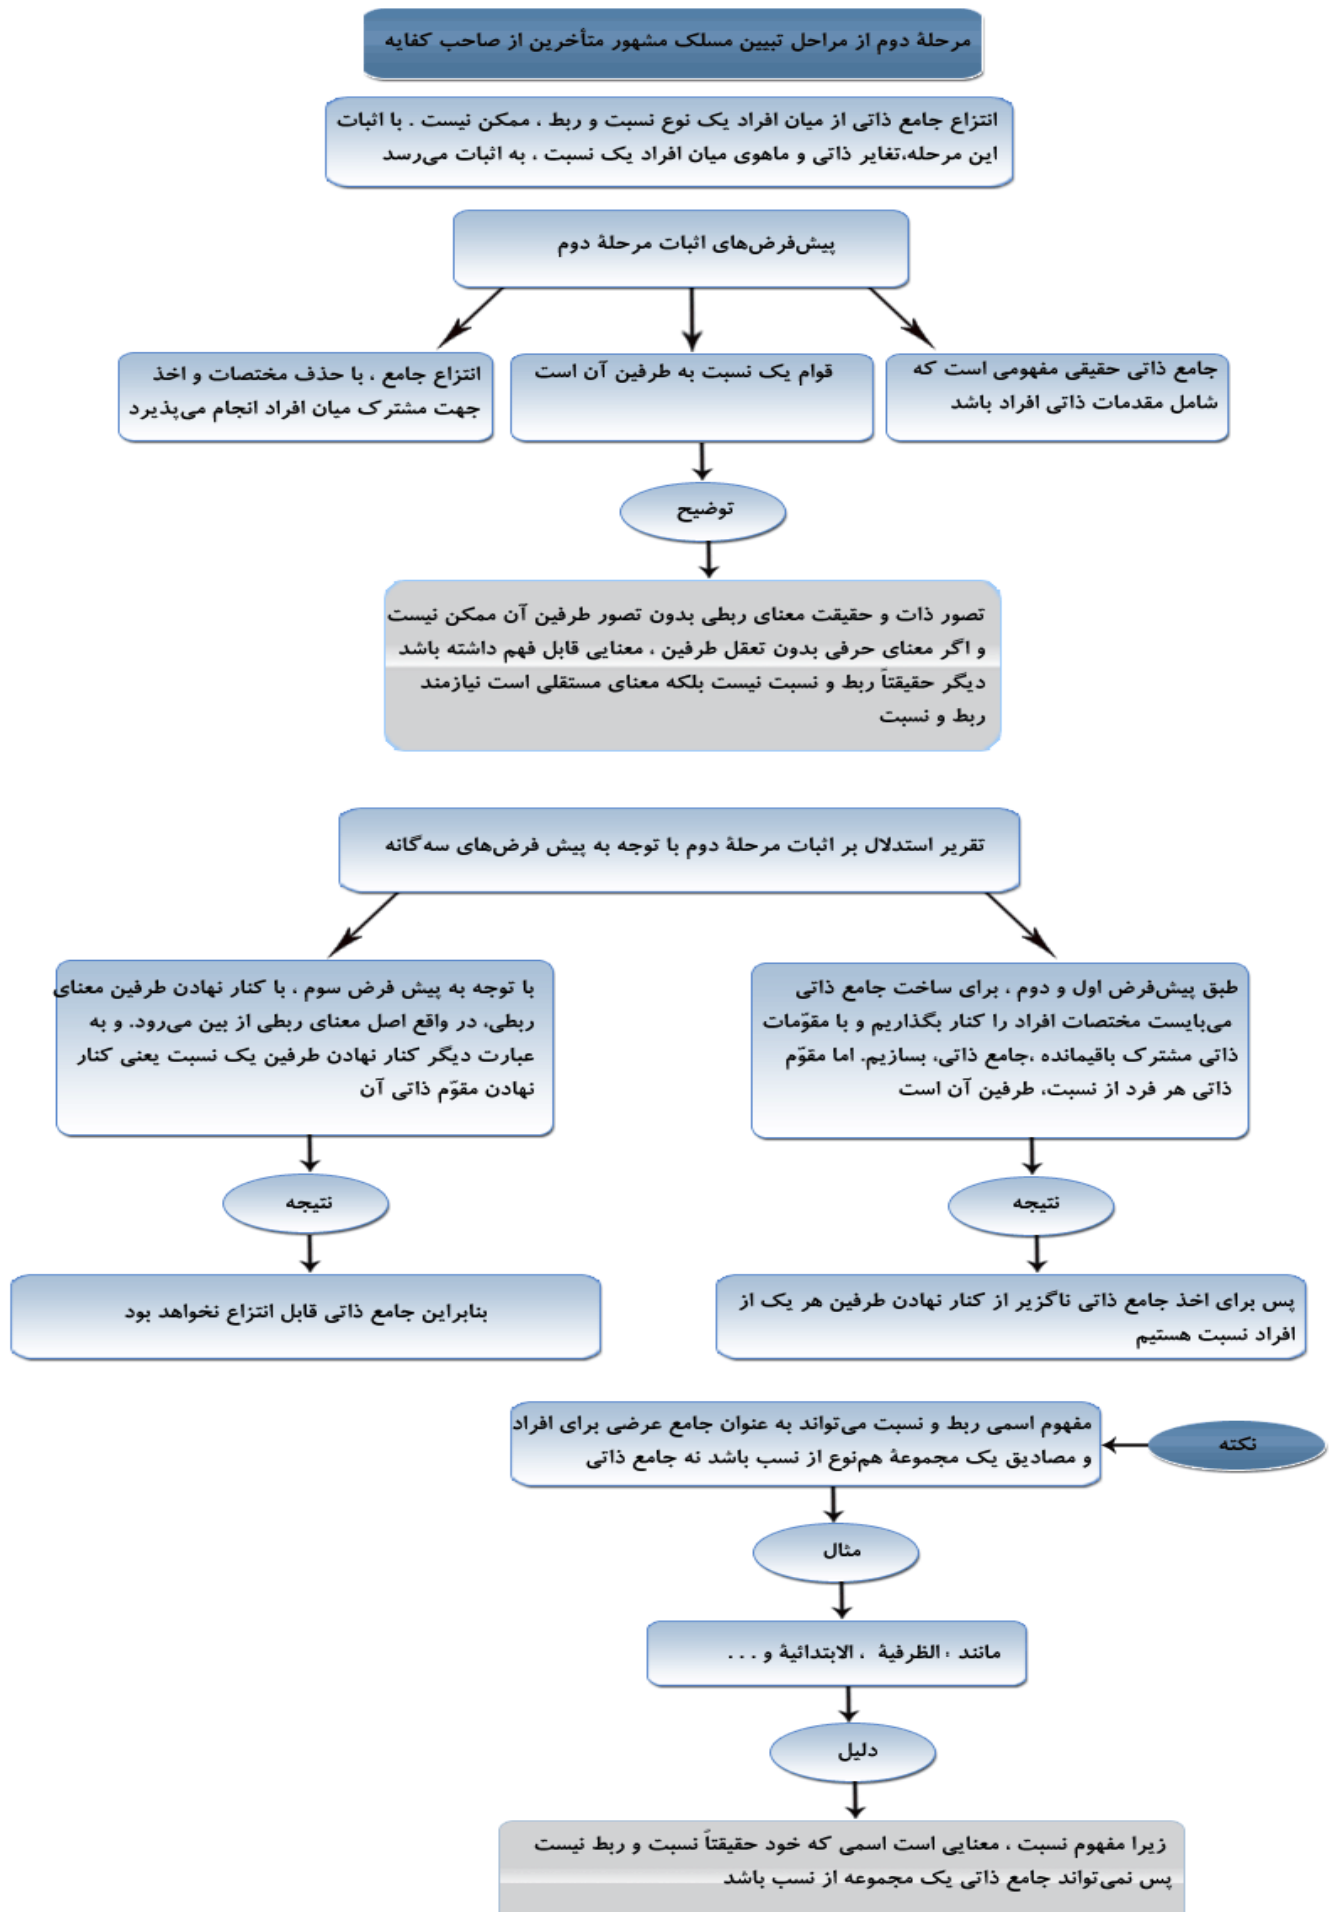 مرحلهٔ دوم از مراحل تبیین مسلک مشهور متأخرین از صاحب کفایه
انتزاع جامع ذاتی از میان افراد یک نوع نسبت و ربط ، ممکن نیست . با اثبات
این مرحله،تغایر ذاتی و ماهوی میان افراد یک نسبت ، به اثبات می‌رسد
پیش‌فرض‌های اثبات مرحلهٔ دوم
جامع ذاتی حقیقی مفهومی است که
شامل مقدمات ذاتی افراد باشد
قوام یک نسبت به طرفین آن است
انتزاع جامع ، با حذف مختصات و اخذ
جهت مشترک میان افراد انجام می‌پذیرد
توضیح
تصور ذات و حقیقت معنای ربطی بدون تصور طرفین آن ممکن نیست
و اگر معنای حرفی بدون تعقل طرفین ، معنایی قابل فهم داشته باشد
دیگر حقیقتاً ربط و نسبت نیست بلکه معنای مستقلی است نیازمند
ربط و نسبت
تقریر استدلال بر اثبات مرحلهٔ دوم با توجه به پیش فرض‌های سه‌گانه
طبق پیش‌فرض اول و دوم ، برای ساخت جامع ذاتی
می‌بایست مختصات افراد را کنار بگذاریم و با مقوّمات
ذاتی مشترک باقیمانده ،جامع ذاتی، بسازیم. اما مقوّم
ذاتی هر فرد از نسبت، طرفین آن است
نتیجه
پس برای اخذ جامع ذاتی ناگزیر از کنار نهادن طرفین هر یک از
افراد نسبت هستیم
با توجه به پیش فرض سوم ، با کنار نهادن طرفین معنای
ربطی، در واقع اصل معنای ربطی از بین می‌رود. و به
عبارت دیگر کنار نهادن طرفین یک نسبت یعنی کنار
نهادن مقوّم ذاتی آن
نتیجه
بنابراین جامع ذاتی قابل انتزاع نخواهد بود
نکته
مفهوم اسمی ربط و نسبت می‌تواند به عنوان جامع عرضی برای افراد
و مصادیق یک مجموعهٔ هم‌نوع از نسب باشد نه جامع ذاتی
مثال
مانند : الظرفیة ، الابتدائیة و . . .
دلیل
زیرا مفهوم نسبت ، معنایی است اسمی که خود حقیقتاً نسبت و ربط نیست
پس نمی‌تواند جامع ذاتی یک مجموعه از نسب باشد